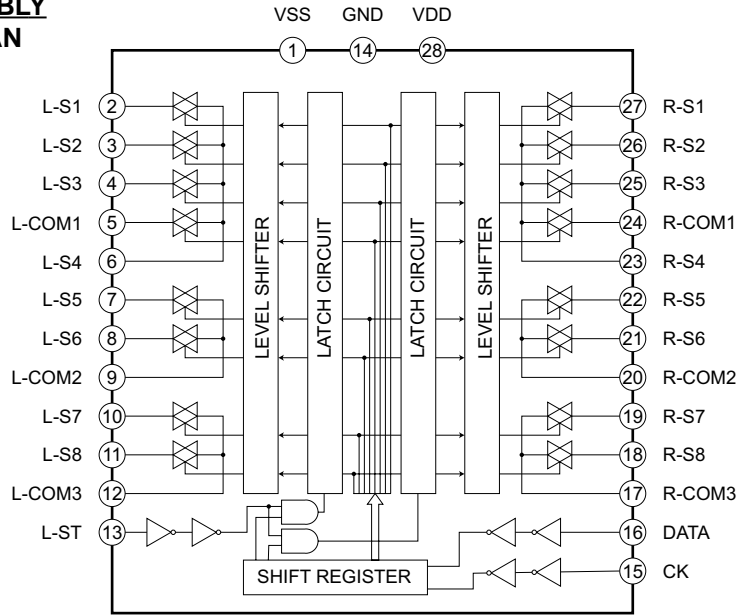 BLY
AN
VSS GND VDD
1 14 28
L-S1 2 27 R-S1
L-S2 3 26 R-S2
L-S3 4 25 R-S3
L-COM1 5 24 R-COM1
L-S4 6 23 R-S4
L-S5 7 22 R-S5
L-S6 8 21 R-S6
L-COM2 9 20 R-COM2
L-S7 10 19 R-S7
L-S8 11 18 R-S8
L-COM3 12 17 R-COM3
L-ST 13 16 DATA
15 CK
LEVEL SHIFTER
LATCH CIRCUIT
LATCH CIRCUIT
LEVEL SHIFTER
SHIFT REGISTER